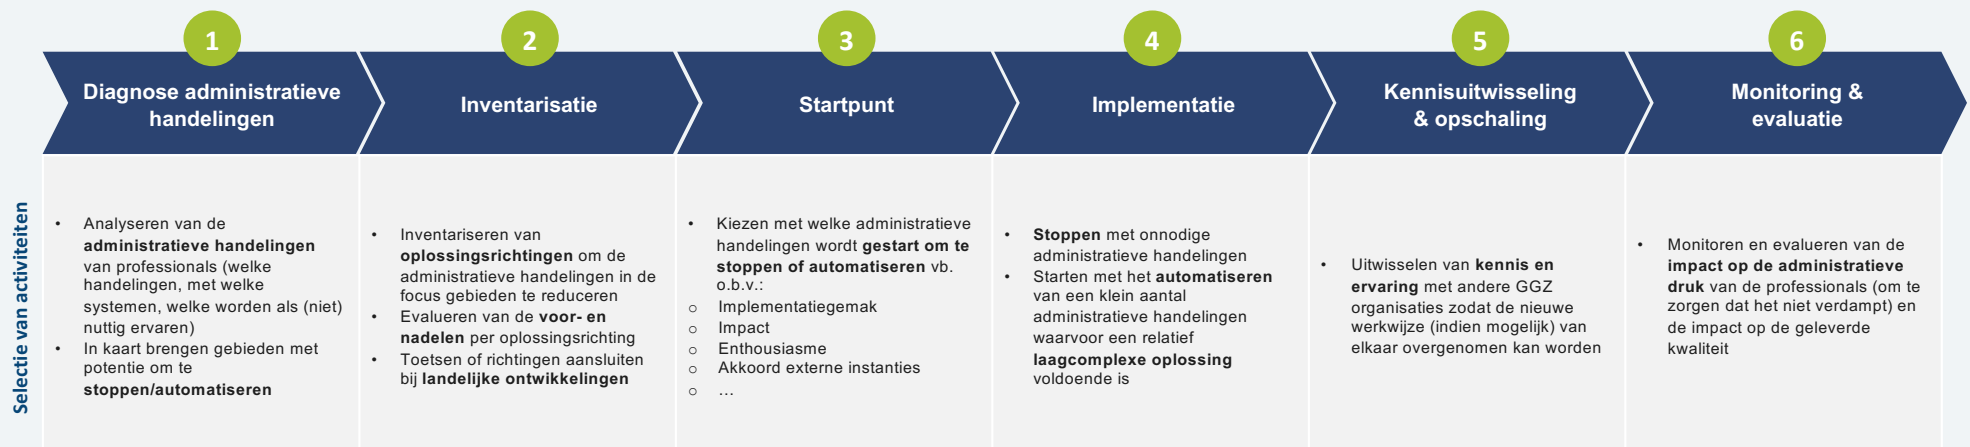 1
Diagnose administratieve
handelingen
2
Inventarisatie
3
Startpunt
4
Implementatie
5
Kennisuitwisseling
& opschaling
6
Monitoring &
evaluatie
Selectie van activiteiten
• Analyseren van de
administratieve handelingen
van professionals (welke
handelingen, met welke
systemen, welke worden als (niet)
nuttig ervaren)
• In kaart brengen gebieden met
potentie om te
stoppen/automatiseren
• Inventariseren van
oplossingsrichtingen om de
administratieve handelingen in de
focus gebieden te reduceren
• Evalueren van de voor- en
nadelen per oplossingsrichting
• Toetsen of richtingen aansluiten
bij landelijke ontwikkelingen
• Kiezen met welke administratieve
handelingen wordt gestart om te
stoppen of automatiseren vb.
o.b.v.:
o Implementatiegemak
o Impact
o Enthousiasme
o Akkoord externe instanties
o …
• Stoppen met onnodige
administratieve handelingen
• Starten met het automatiseren
van een klein aantal
administratieve handelingen
waarvoor een relatief
laagcomplexe oplossing
voldoende is
• Uitwisselen van kennis en
ervaring met andere GGZ
organisaties zodat de nieuwe
werkwijze (indien mogelijk) van
elkaar overgenomen kan worden
• Monitoren en evalueren van de
impact op de administratieve
druk van de professionals (om te
zorgen dat het niet verdampt) en
de impact op de geleverde
kwaliteit